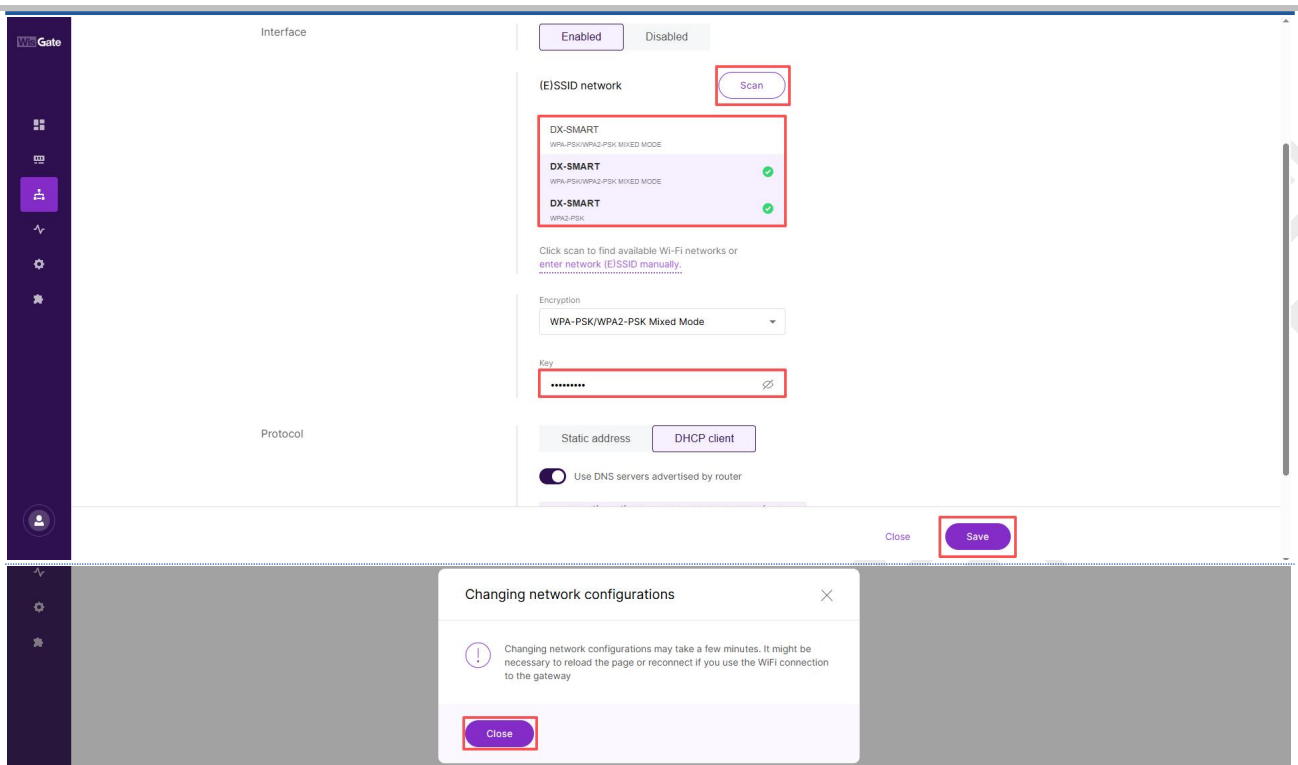 WisGate
Interface
Enabled
Disabled
(E)SSID network
Scan
DX-SMART
WPA-PSK/WPA2-PSK MIXED MODE
DX-SMART
WPA-PSK/WPA2-PSK MIXED MODE
DX-SMART
WPA2-PSK
Click scan to find available Wi-Fi networks or
enter network (E)SSID manually.
Encryption
WPA-PSK/WPA2-PSK Mixed Mode
Key
•••••••••
Protocol
Static address
DHCP client
Use DNS servers advertised by router
Close
Save
Changing network configurations
Changing network configurations may take a few minutes. It might be
necessary to reload the page or reconnect if you use the WiFi connection
to the gateway
Close